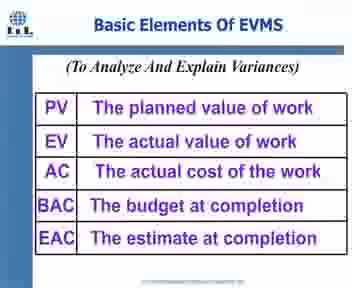 Basic Elements Of EVMS
(To Analyze And Explain Variances)
PV The planned value of work
EV The actual value of work
AC The actual cost of the work
BAC The budget at completion
EAC The estimate at completion